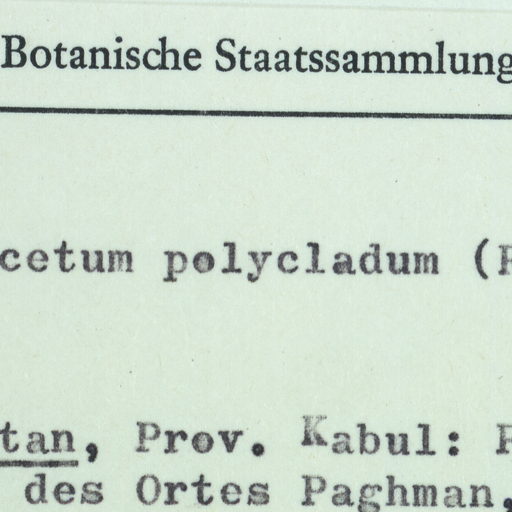 Botanische Staatssammlung
cetum polycladum (
tan, Prov. Kabul:
des Ortes Paghman,